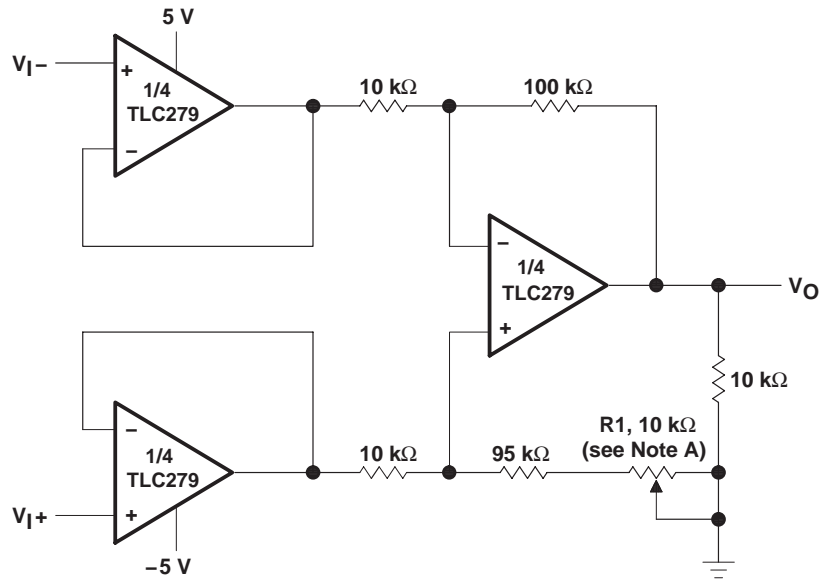 5 V
VI−
+
1/4
TLC279
−
10 kΩ
100 kΩ
−
1/4
TLC279
+
VO
10 kΩ
R1, 10 kΩ
(see Note A)
−
1/4
TLC279
+
10 kΩ
95 kΩ
VI+
−5 V